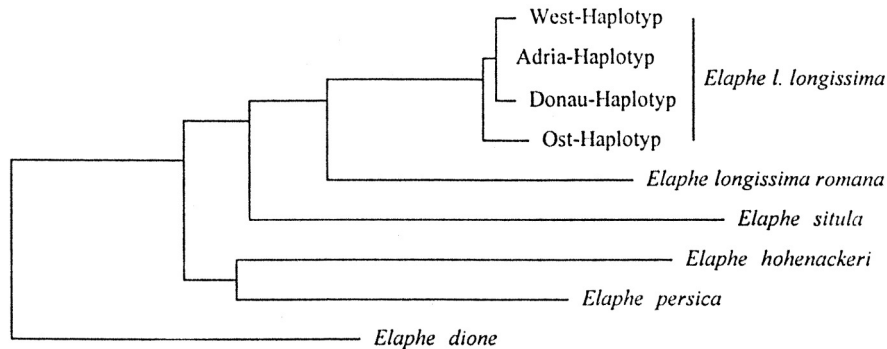 West-Haplotyp
Adria-Haplotyp
Elaphe l. longissima
Donau-Haplotyp
Ost-Haplotyp
Elaphe longissima romana
Elaphe situla
Elaphe hohenackeri
Elaphe persica
Elaphe dione